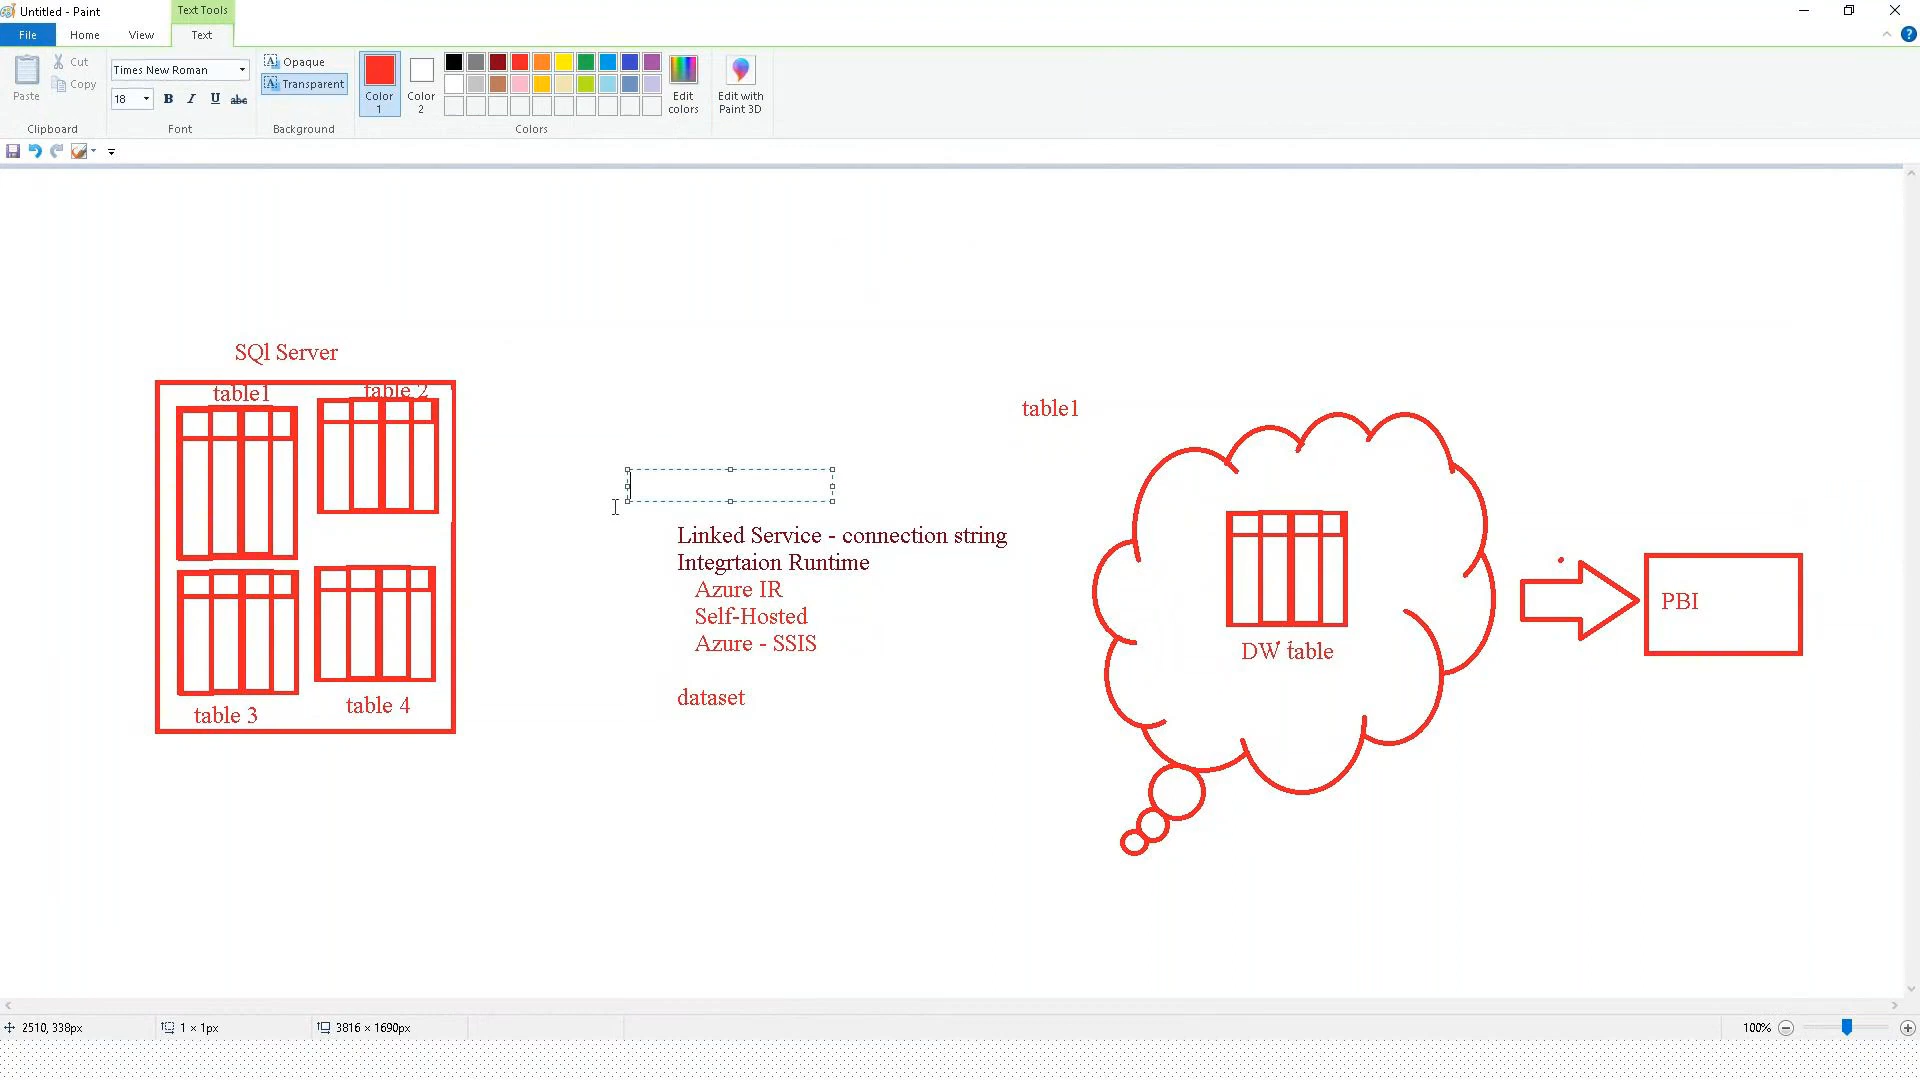 Untitled - Paint
Text Tools
File
Home
View
Text
Paste
Cut
Copy
Clipboard
Times New Roman
18
B
I
U
abc
Font
Opaque
Transparent
Background
Color 1
Color 2
Colors
Edit colors
Edit with Paint 3D
SQl Server
table1
table 2
table 3
table 4
Linked Service - connection string
Integrtaion Runtime
Azure IR
Self-Hosted
Azure - SSIS
dataset
table1
DW table
PBI
2510, 338px
1 × 1px
3816 × 1690px
100%